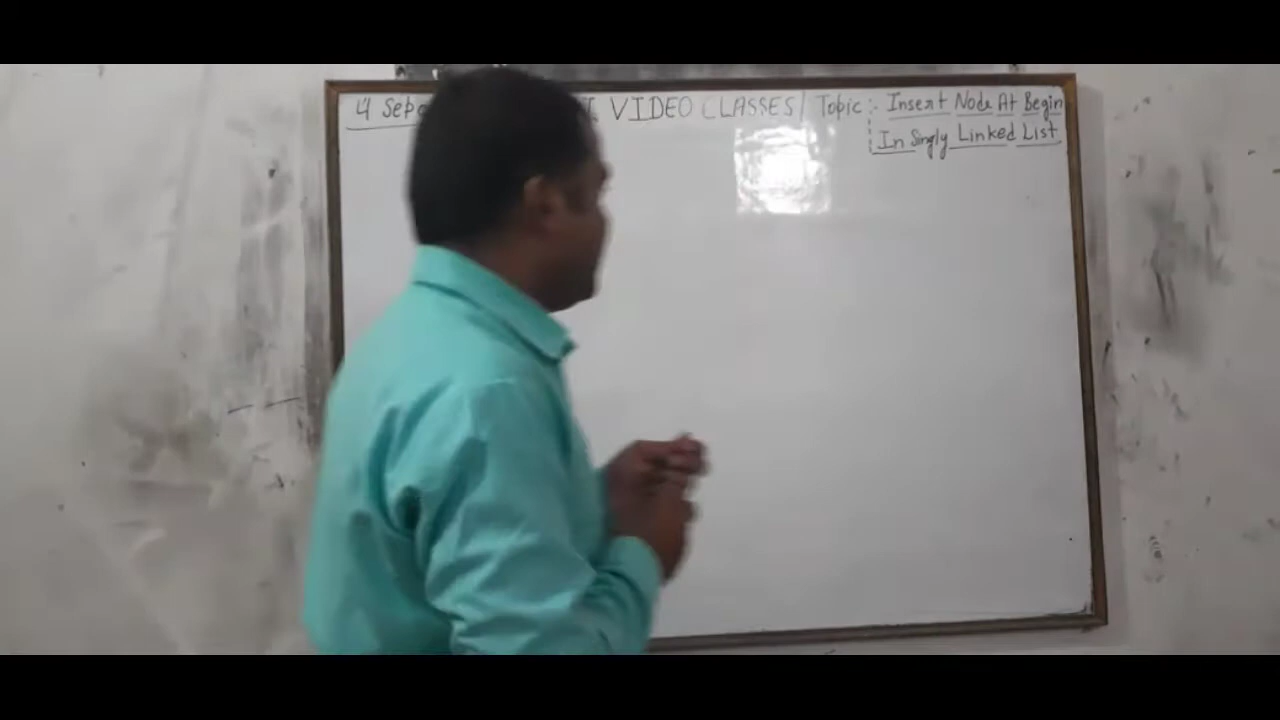 4 Sep VIDEO CLASSES / Topic :- Insert Node At Begin
In Singly Linked List